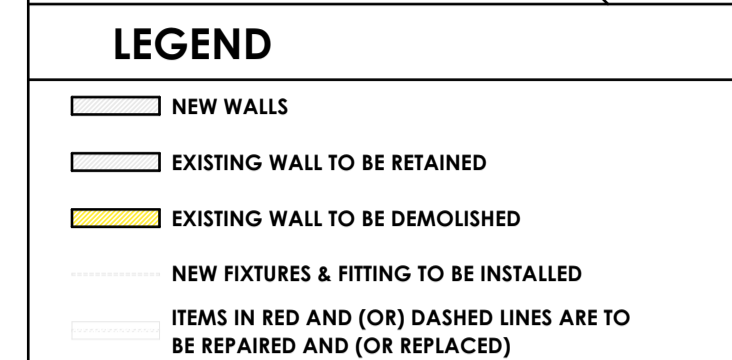 LEGEND
NEW WALLS
EXISTING WALL TO BE RETAINED
EXISTING WALL TO BE DEMOLISHED
NEW FIXTURES & FITTING TO BE INSTALLED
ITEMS IN RED AND (OR) DASHED LINES ARE TO
BE REPAIRED AND (OR REPLACED)